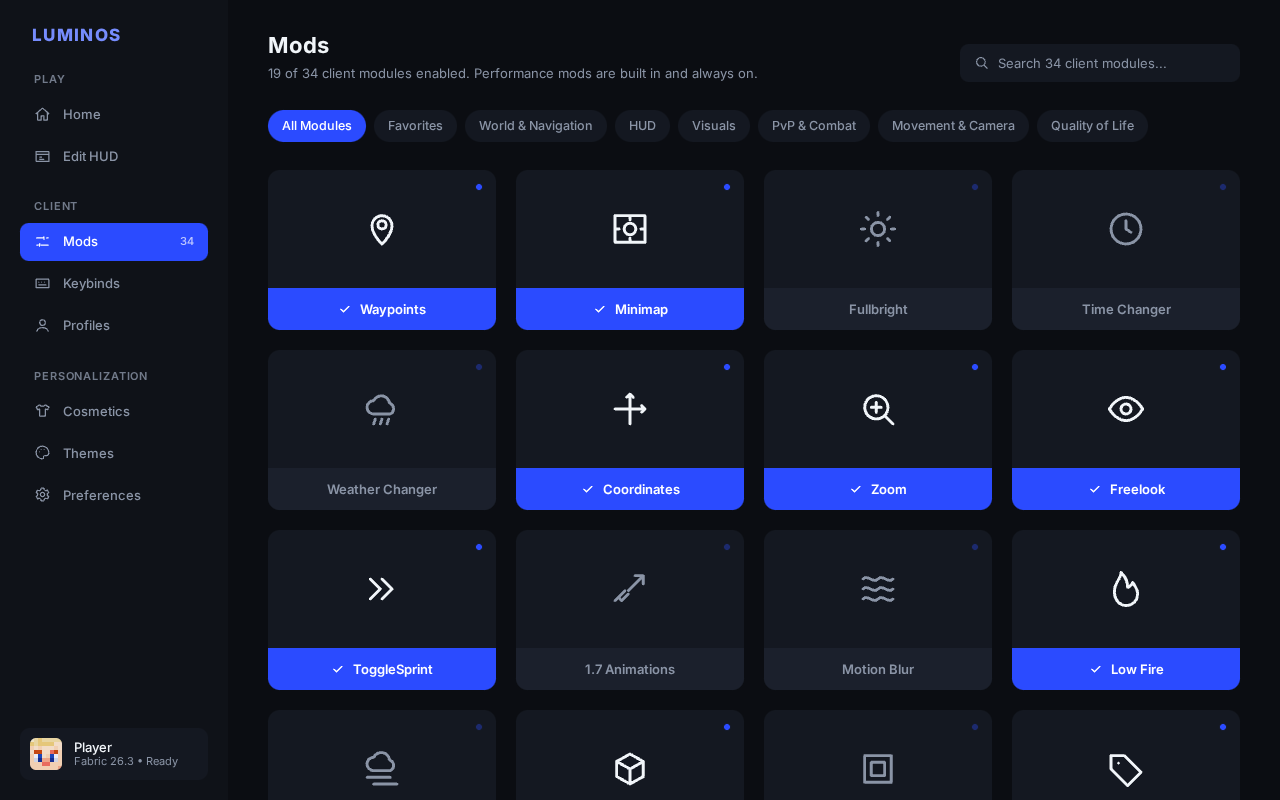 LUMINOS
PLAY
Home
Edit HUD
CLIENT
Mods 34
Keybinds
Profiles
PERSONALIZATION
Cosmetics
Themes
Preferences
Player
Fabric 26.3 • Ready
Mods
19 of 34 client modules enabled. Performance mods are built in and always on.
Search 34 client modules...
All Modules Favorites World & Navigation HUD Visuals PvP & Combat Movement & Camera Quality of Life
Waypoints Minimap Fullbright Time Changer
Weather Changer Coordinates Zoom Freelook
ToggleSprint 1.7 Animations Motion Blur Low Fire